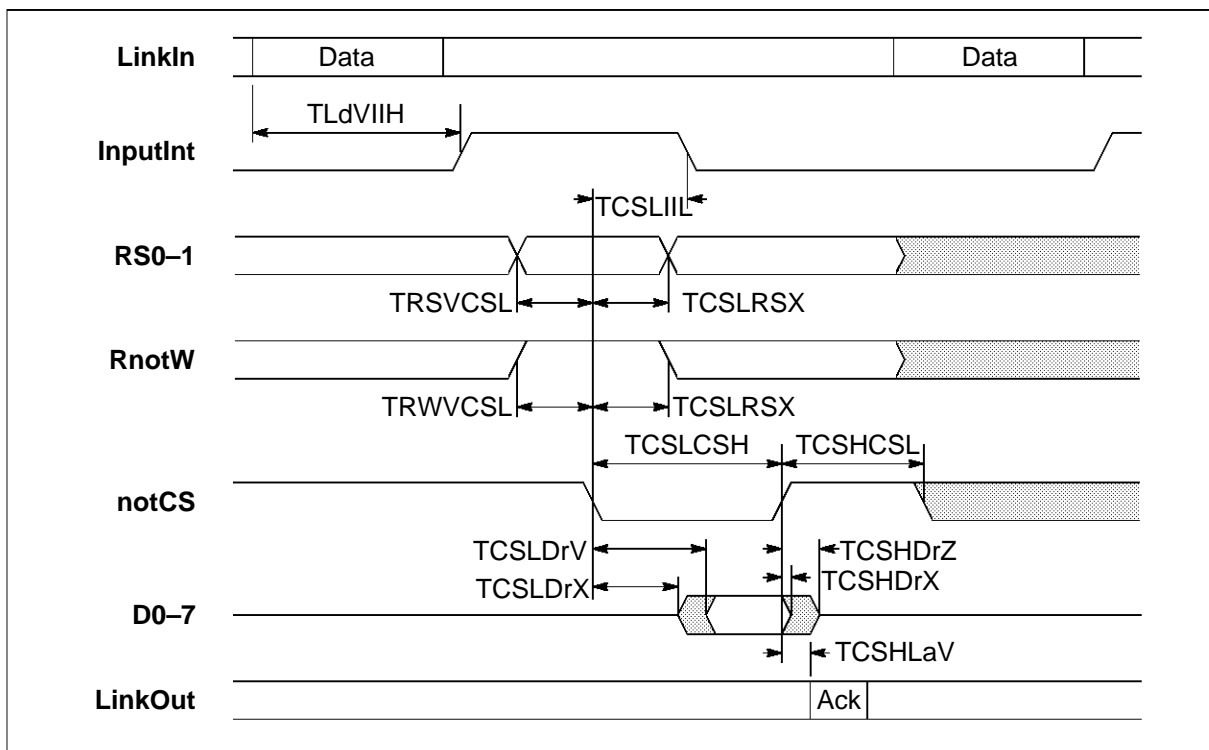 LinkIn Data Data
TLdVIIH
InputInt
TCSLIIL
RS0–1
TRSVCSL TCSLRSX
RnotW
TRWVCSL TCSLRSX
TCSLCSH TCSHCSL
notCS
TCSLDrV TCSHDrZ
TCSLDrX TCSHDrX
D0–7
TCSHLaV
LinkOut Ack